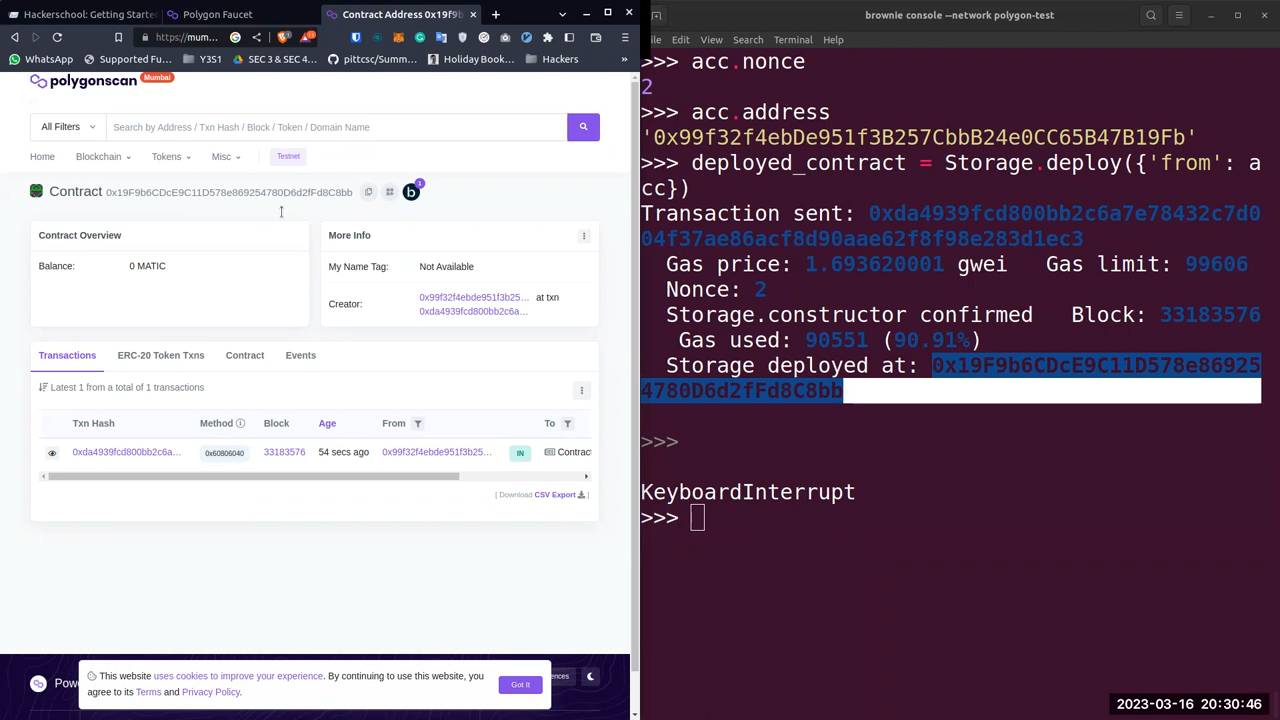 Hackerschool: Getting Starte
Polygon Faucet
Contract Address 0x19f9b
https://mum...
WhatsApp
Supported Fu...
Y3S1
SEC 3 & SEC 4...
pittcsc/Summ...
Holiday Book...
Hackers
»
polygonscan
Mumbai
All Filters
Search by Address / Txn Hash / Block / Token / Domain Name
Home
Blockchain
Tokens
Misc
Testnet
Contract 0x19F9b6CDcE9C11D578e869254780D6d2fFd8C8bb
b
1
Contract Overview
Balance:
0 MATIC
More Info
My Name Tag:
Not Available
Creator:
0x99f32f4ebde951f3b25... at txn
0xda4939fcd800bb2c6a...
Transactions
ERC-20 Token Txns
Contract
Events
Latest 1 from a total of 1 transactions
Txn Hash
Method
Block
Age
From
To
0xda4939fcd800bb2c6a...
0x60806040
33183576
54 secs ago
0x99f32f4ebde951f3b25...
IN
Contract
[ Download CSV Export ]
Pow
ences
This website uses cookies to improve your experience. By continuing to use this website, you
agree to its Terms and Privacy Policy.
Got It
brownie console --network polygon-test
ile
Edit
View
Search
Terminal
Help
>>> acc.nonce
2
>>> acc.address
'0x99f32f4ebDe951f3B257CbbB24e0CC65B47B19Fb'
>>> deployed_contract = Storage.deploy({'from': a
cc})
Transaction sent: 0xda4939fcd800bb2c6a7e78432c7d0
04f37ae86acf8d90aae62f8f98e283d1ec3
Gas price: 1.693620001 gwei Gas limit: 99606
Nonce: 2
Storage.constructor confirmed Block: 33183576
Gas used: 90551 (90.91%)
Storage deployed at: 0x19F9b6CDcE9C11D578e86925
4780D6d2fFd8C8bb
>>>
KeyboardInterrupt
>>>
2023-03-16 20:30:46